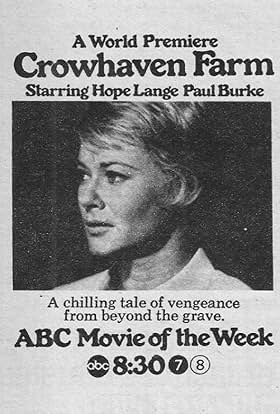 A World Premiere
Crowhaven Farm
Starring Hope Lange Paul Burke
A chilling tale of vengeance
from beyond the grave.
ABC Movie of the Week
abc 8:30 7 8